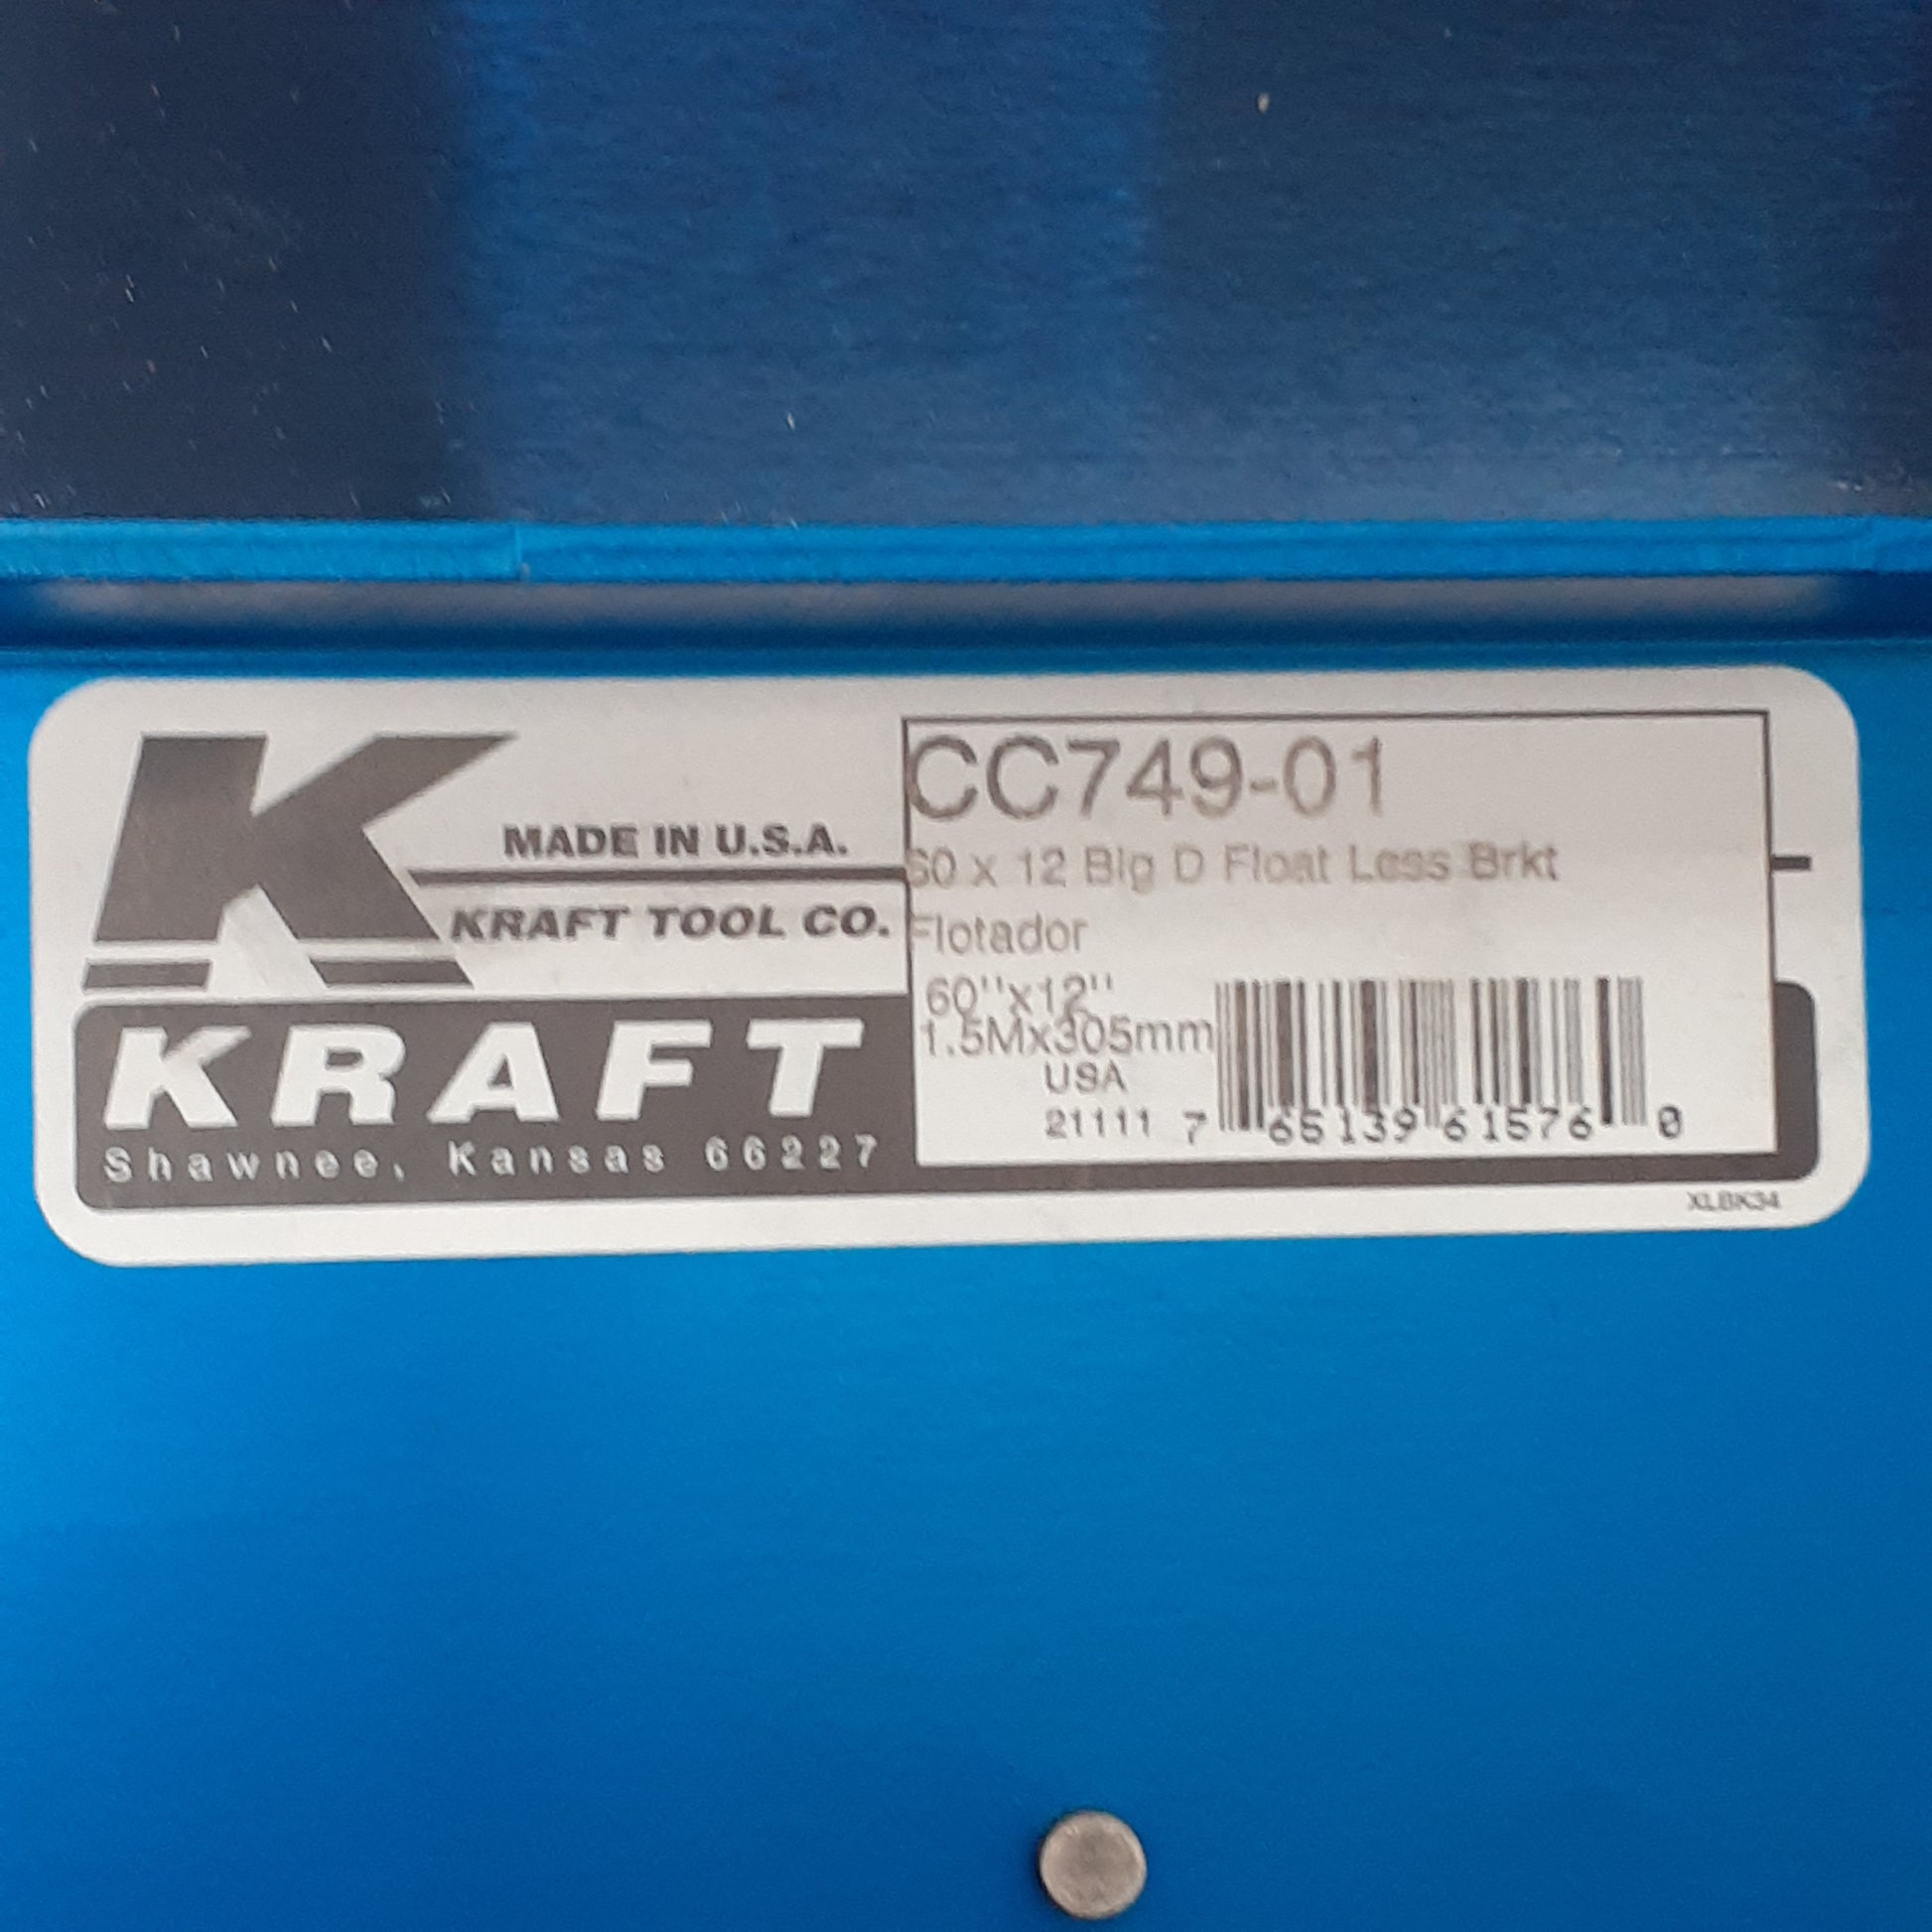 K
MADE IN U.S.A.
KRAFT TOOL CO.
KRAFT
Shawnee, Kansas 66227
CC749-01
60 x 12 Big D Float Less Brkt
Flotador
60"x12"
1.5Mx305mm
USA
21111 7 65139 61576 0
XLBK34